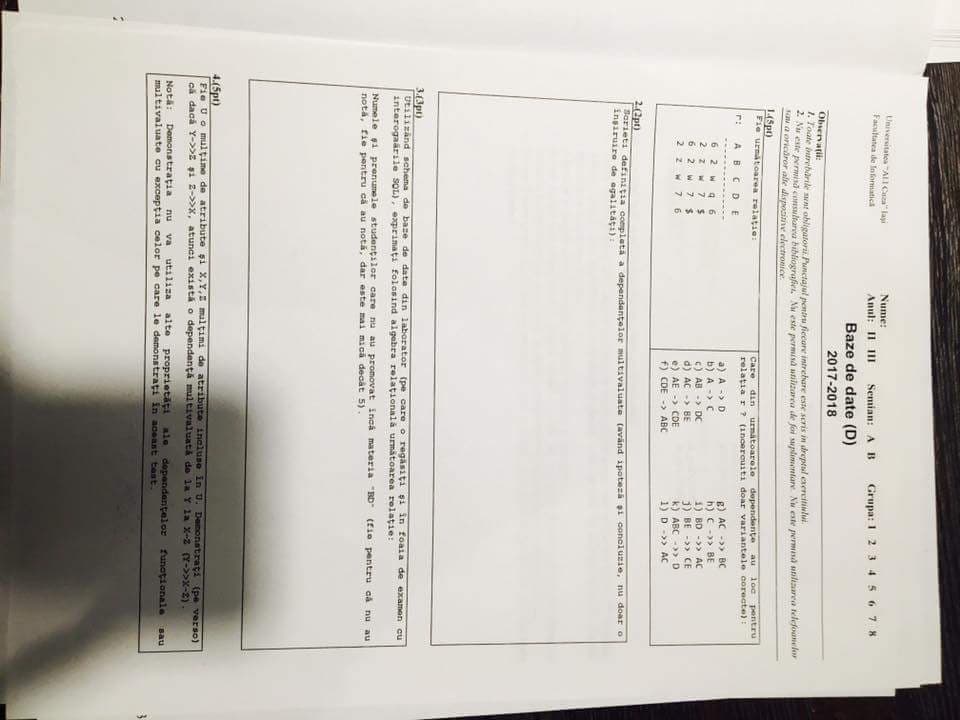 Universitatea "Al.I Cuza" Iaşi
Facultatea de Informatică
Nume:
Anul: II III Semian: A B Grupa: 1 2 3 4 5 6 7 8
Baze de date (D)
2017-2018
Observaţii:
1. Toate întrebările sunt obligatorii.Punctajul pentru fiecare intrebare este scris in dreptul exercitiului.
2. Nu este permisă consultarea bibliografiei. Nu este permisă utilizarea de foi suplimentare. Nu este permisă utilizarea telefoanelor
sau a oricăror alte dispozitive electronice.
1.(5pt)
Fie următoarea relaţie:
r: A B C D E
---------------
6 2 w q 6
2 z w 7 $
6 2 w 7 $
2 z w 7 6
Care din următoarele dependenţe au loc pentru
relaţia r ? (incercuiti doar variantele corecte):
a) A -> D
b) A -> C
c) AB -> DC
d) AC -> BE
e) AE -> CDE
f) CDE -> ABC
g) AC ->> BC
h) C ->> BE
i) BD ->> AC
j) BE ->> CE
k) ABC ->> D
l) D ->> AC
2.(2pt)
Scrieti definiţia completă a dependenţelor multivaluate (având ipoteză şi concluzie, nu doar o
înşiruire de egalităţi):
3.(3pt)
Utilizând schema de baze de date din laborator (pe care o regăsiţi şi în foaia de examen cu
interogaările SQL), exprimaţi folosind algebra relaţională următoarea relaţie:
Numele şi prenumele studenţilor care nu au promovat încă materia "BD" (fie pentru că nu au
notă, fie pentru că au notă, dar este mai mică decât 5).
4.(5pt)
Fie U o mulţime de atribute şi X,Y,Z mulţimi de atribute incluse în U. Demonstraţi (pe verso)
că dacă Y->>Z şi Z->>X, atunci există o dependenţă multivaluată de la Y la X-Z (Y->>X-Z).
Notă: Demonstraţia nu va utiliza alte proprietăţi ale dependenţelor funcţionale sau
multivaluate cu excepţia celor pe care le demonstraţi în aceast test.